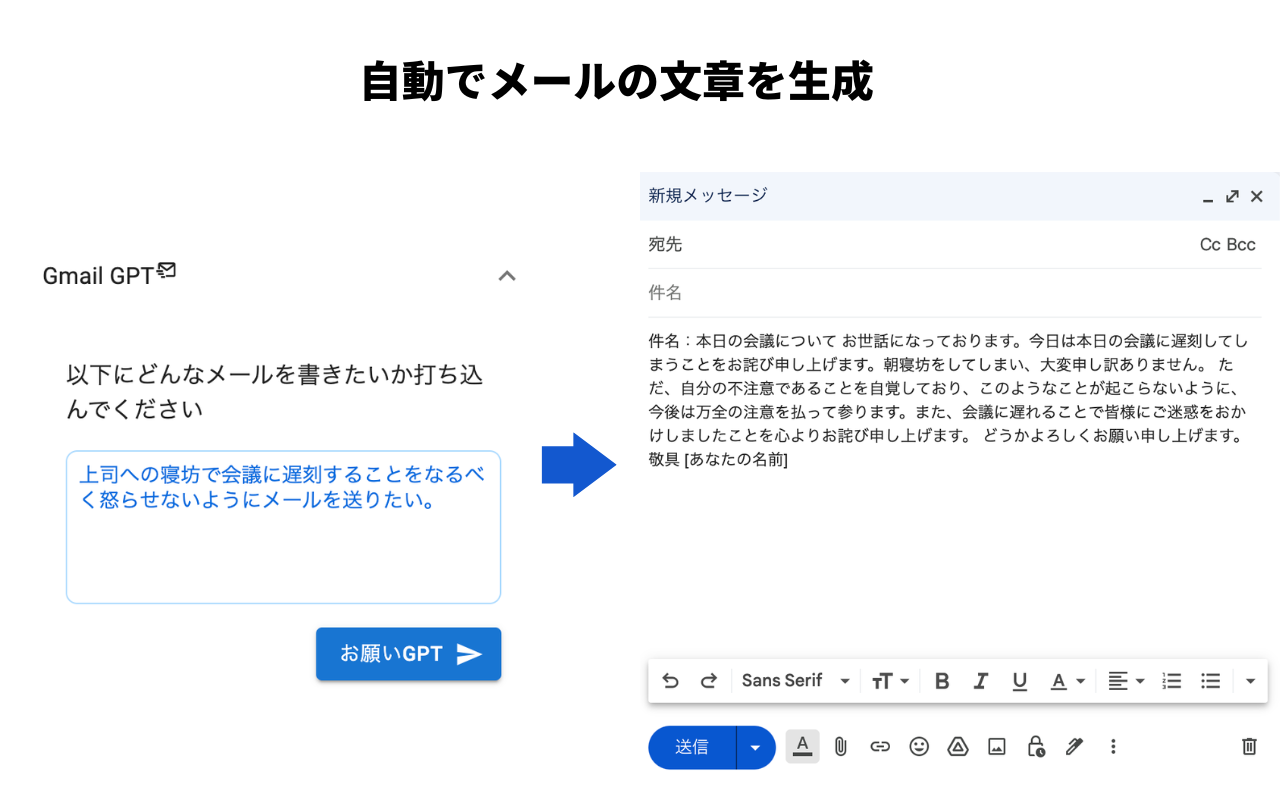 自動でメールの文章を生成
Gmail GPT
以下にどんなメールを書きたいか打ち込
んでください
上司への寝坊で会議に遅刻することをなるべ
く怒らせないようにメールを送りたい。
お願いGPT
新規メッセージ
宛先
Cc Bcc
件名
件名：本日の会議について お世話になっております。今日は本日の会議に遅刻してし
まうことをお詫び申し上げます。朝寝坊をしてしまい、大変申し訳ありません。 た
だ、自分の不注意であることを自覚しており、このようなことが起こらないように、
今後は万全の注意を払って参ります。また、会議に遅れることで皆様にご迷惑をおか
けしましたことを心よりお詫び申し上げます。 どうかよろしくお願い申し上げます。
敬具 [あなたの名前]
Sans Serif
送信